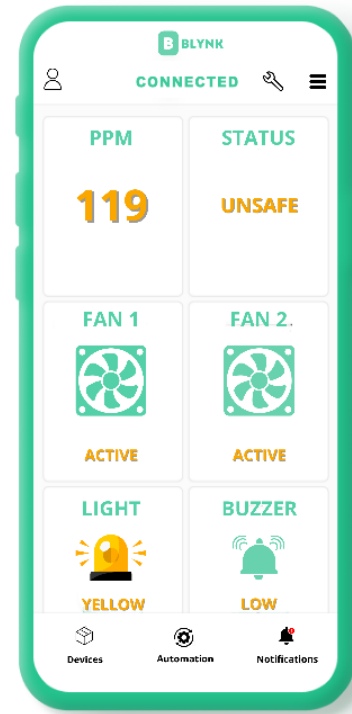 B BLYNK
CONNECTED
PPM
STATUS
119
UNSAFE
FAN 1
FAN 2.
ACTIVE
ACTIVE
LIGHT
BUZZER
YELLOW
LOW
Devices
Automation
Notifications